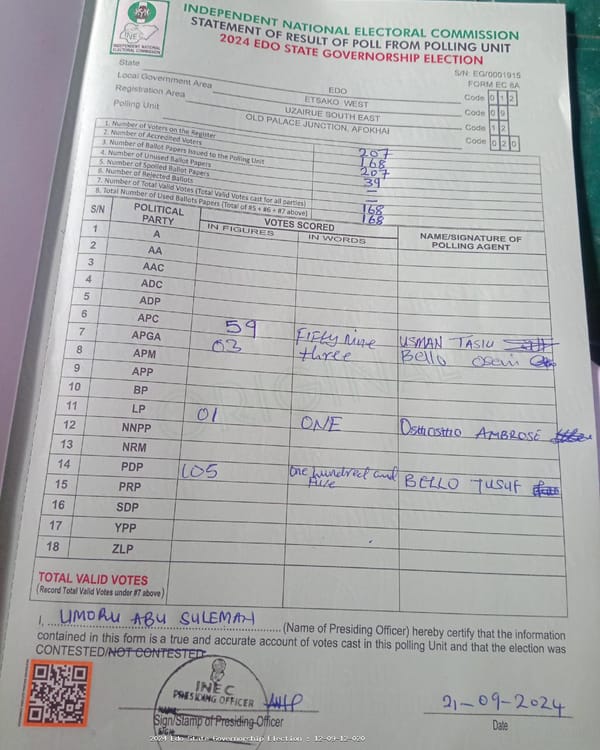 INDEPENDENT NATIONAL ELECTORAL COMMISSION
STATEMENT OF RESULT OF POLL FROM POLLING UNIT
2024 EDO STATE GOVERNORSHIP ELECTION
INEC
INDEPENDENT NATIONAL
ELECTORAL COMMISSION
S/N: EG/0001915
FORM EC 8A
State EDO Code 0 1 2
Local Government Area ETSAKO WEST Code 0 9
Registration Area UZAIRUE SOUTH EAST Code 1 2
Polling Unit OLD PALACE JUNCTION, AFOKHAI Code 0 2 0
1. Number of Voters on the Register 207
2. Number of Accredited Voters 168
3. Number of Ballot Papers Issued to the Polling Unit 207
4. Number of Unused Ballot Papers 39
5. Number of Spoiled Ballot Papers –
6. Number of Rejected Ballots –
7. Number of Total Valid Votes (Total Valid Votes cast for all parties) 168
8. Total Number of Used Ballots Papers (Total of #5 + #6 + #7 above) 168
S/N POLITICAL PARTY VOTES SCORED NAME/SIGNATURE OF POLLING AGENT
IN FIGURES IN WORDS
1 A
2 AA
3 AAC
4 ADC
5 ADP
6 APC 59 Fifty nine USMAN TASIU
7 APGA 03 three Bello
8 APM
9 APP
10 BP
11 LP 01 ONE AMBROSE
12 NNPP
13 NRM
14 PDP 105 One hundred and five BELLO YUSUF
15 PRP
16 SDP
17 YPP
18 ZLP
TOTAL VALID VOTES
(Record Total Valid Votes under #7 above)
I, UMORU ABU SULEMAN (Name of Presiding Officer) hereby certify that the information
contained in this form is a true and accurate account of votes cast in this polling Unit and that the election was
CONTESTED/NOT CONTESTED
INEC
PRESIDING OFFICER
Sign/Stamp of Presiding Officer
21-09-2024
Date
2024 Edo State Governorship Election : 12-09-12-020